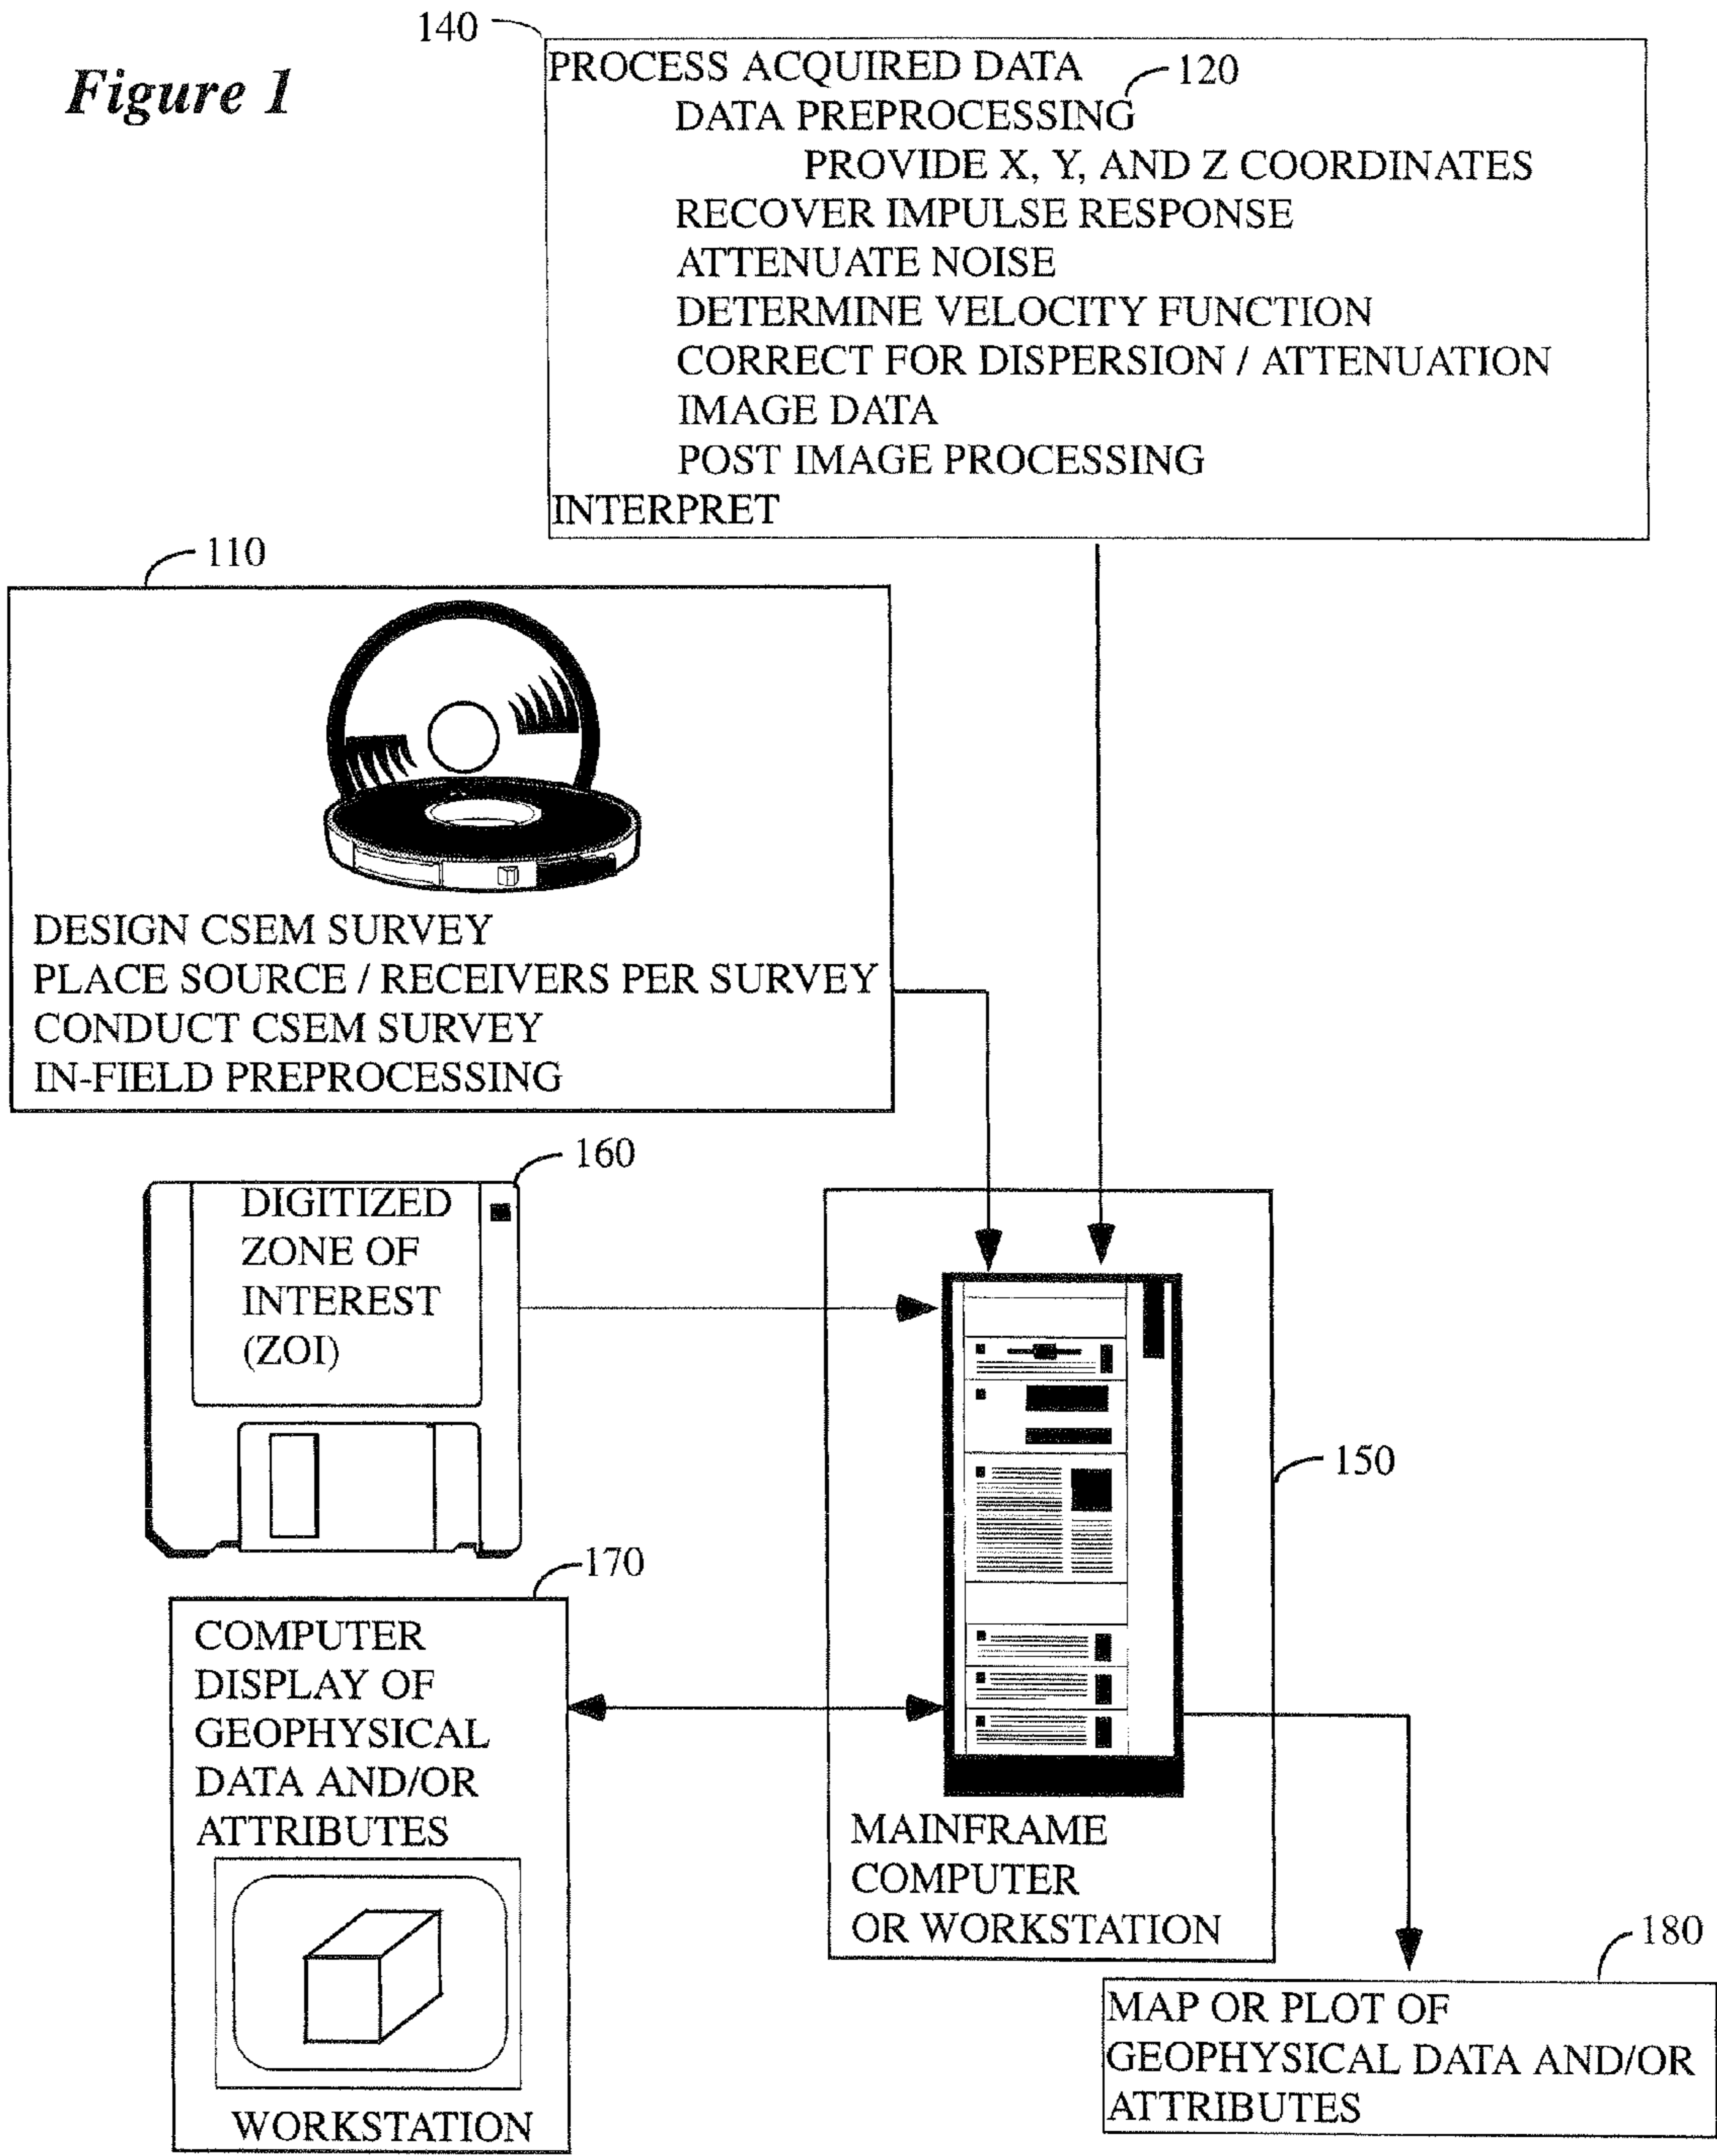 Figure 1
140
PROCESS ACQUIRED DATA
120
DATA PREPROCESSING
PROVIDE X, Y, AND Z COORDINATES
RECOVER IMPULSE RESPONSE
ATTENUATE NOISE
DETERMINE VELOCITY FUNCTION
CORRECT FOR DISPERSION / ATTENUATION
IMAGE DATA
POST IMAGE PROCESSING
INTERPRET
110
DESIGN CSEM SURVEY
PLACE SOURCE / RECEIVERS PER SURVEY
CONDUCT CSEM SURVEY
IN-FIELD PREPROCESSING
160
DIGITIZED
ZONE OF
INTEREST
(ZOI)
150
MAINFRAME
COMPUTER
OR WORKSTATION
170
COMPUTER
DISPLAY OF
GEOPHYSICAL
DATA AND/OR
ATTRIBUTES
WORKSTATION
180
MAP OR PLOT OF
GEOPHYSICAL DATA AND/OR
ATTRIBUTES